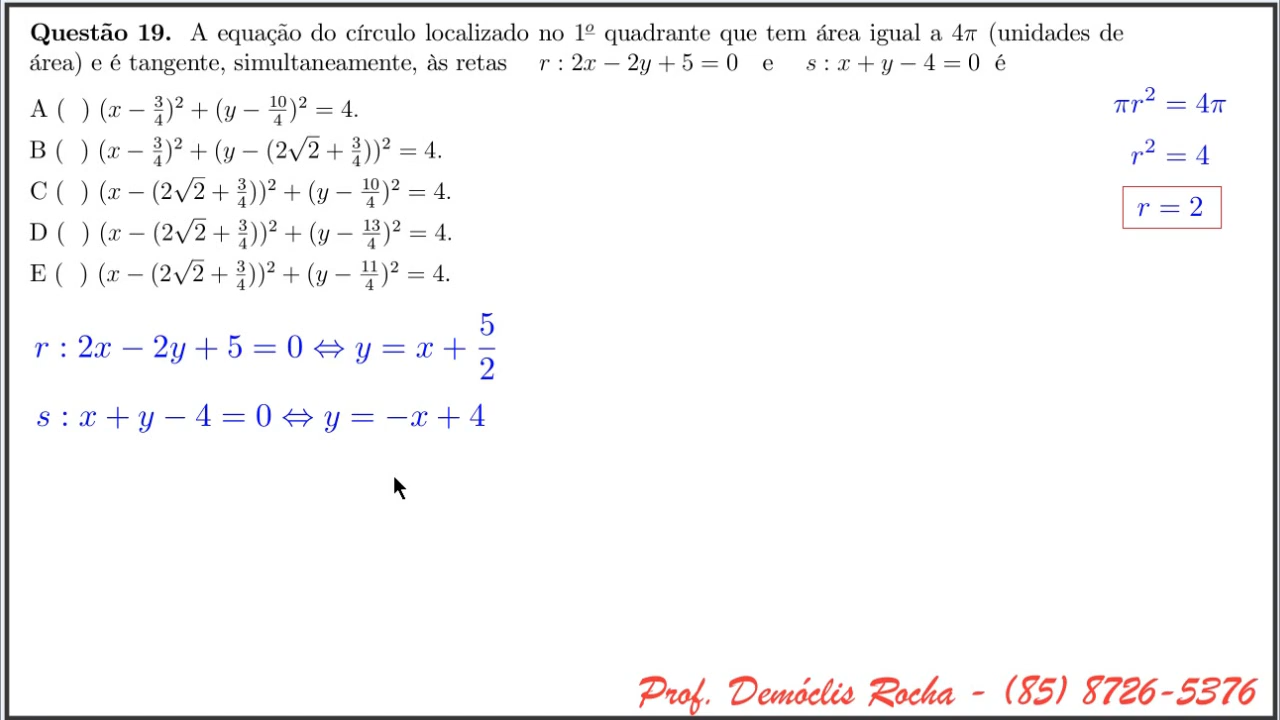 Questão 19. A equação do círculo localizado no 1º quadrante que tem área igual a 4π (unidades de
área) e é tangente, simultaneamente, às retas r : 2x − 2y + 5 = 0 e s : x + y − 4 = 0 é
A ( ) (x − 3/4)² + (y − 10/4)² = 4.
B ( ) (x − 3/4)² + (y − (2√2 + 3/4))² = 4.
C ( ) (x − (2√2 + 3/4))² + (y − 10/4)² = 4.
D ( ) (x − (2√2 + 3/4))² + (y − 13/4)² = 4.
E ( ) (x − (2√2 + 3/4))² + (y − 11/4)² = 4.
πr² = 4π
r² = 4
r = 2
r : 2x − 2y + 5 = 0 ⇔ y = x + 5/2
s : x + y − 4 = 0 ⇔ y = −x + 4
Prof. Demóclis Rocha - (85) 8726-5376